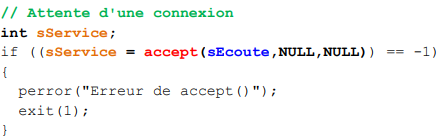 // Attente d'une connexion
int sService;
if ((sService = accept(sEcoute,NULL,NULL)) == -1)
{
  perror("Erreur de accept()");
  exit(1);
}